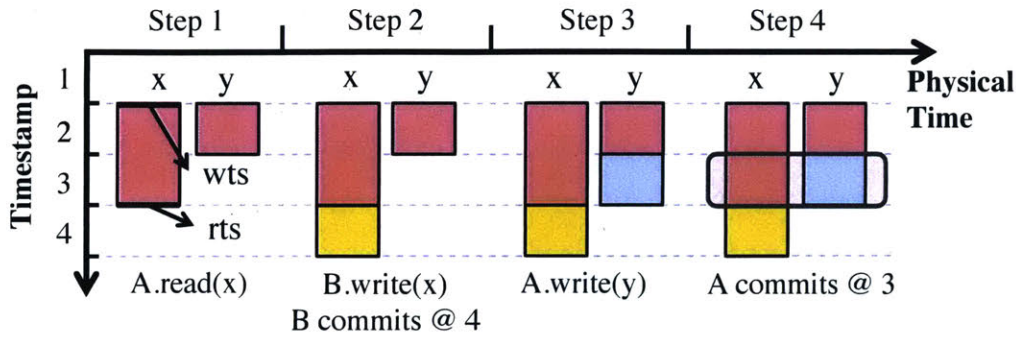 Step 1 Step 2 Step 3 Step 4
Physical Time
Timestamp
1 x y x y x y x y
2
3 wts
4 rts
A.read(x) B.write(x) A.write(y) A commits @ 3
B commits @ 4